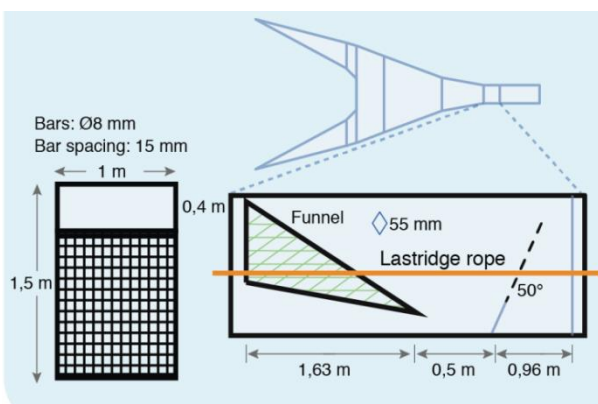 Bars: Ø8 mm
Bar spacing: 15 mm
1 m
0,4 m
1,5 m
Funnel
55 mm
Lastridge rope
50°
1,63 m
0,5 m
0,96 m